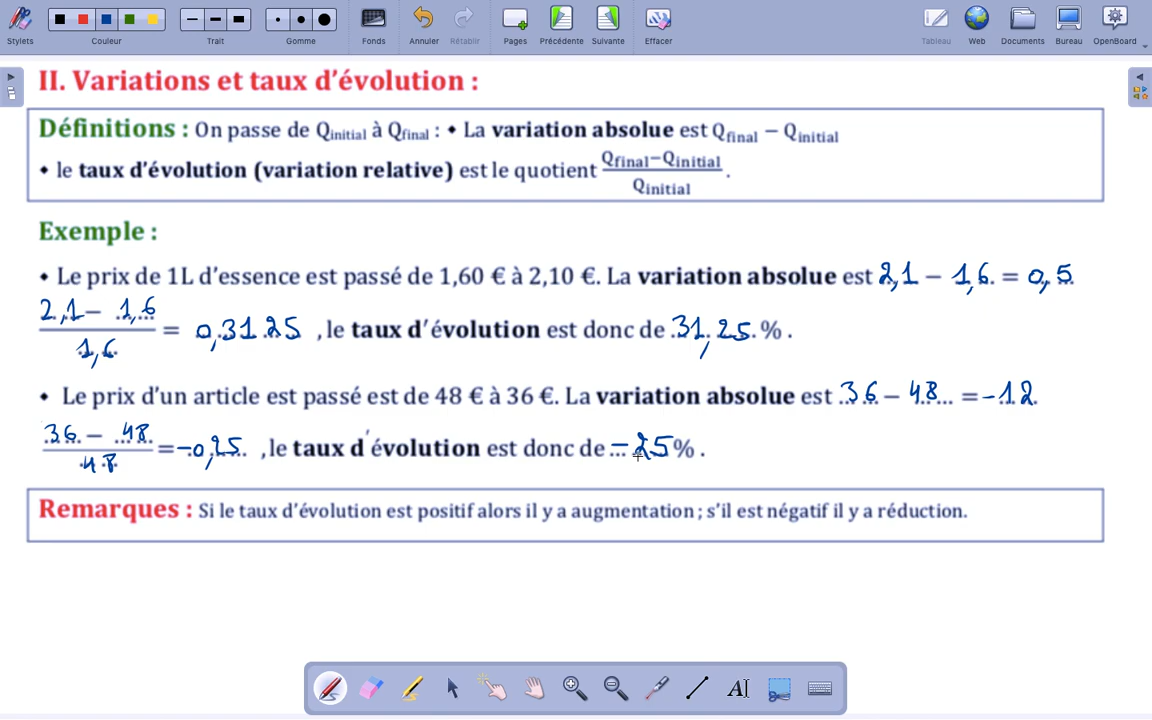 Stylets Couleur Trait Gomme Fonds Annuler Rétablir Pages Précédente Suivante Effacer Tableau Web Documents Bureau OpenBoard
II. Variations et taux d'évolution :
Définitions : On passe de Qinitial à Qfinal : • La variation absolue est Qfinal − Qinitial
• le taux d'évolution (variation relative) est le quotient (Qfinal−Qinitial)/Qinitial .
Exemple :
• Le prix de 1L d'essence est passé de 1,60 € à 2,10 €. La variation absolue est 2,1 − 1,6 = 0,5
(2,1 − 1,6)/1,6 = 0,3125 , le taux d'évolution est donc de 31,25 % .
• Le prix d'un article est passé est de 48 € à 36 €. La variation absolue est 36 − 48 = −12
(36 − 48)/48 = −0,25 , le taux d'évolution est donc de −25 % .
Remarques : Si le taux d'évolution est positif alors il y a augmentation ; s'il est négatif il y a réduction.